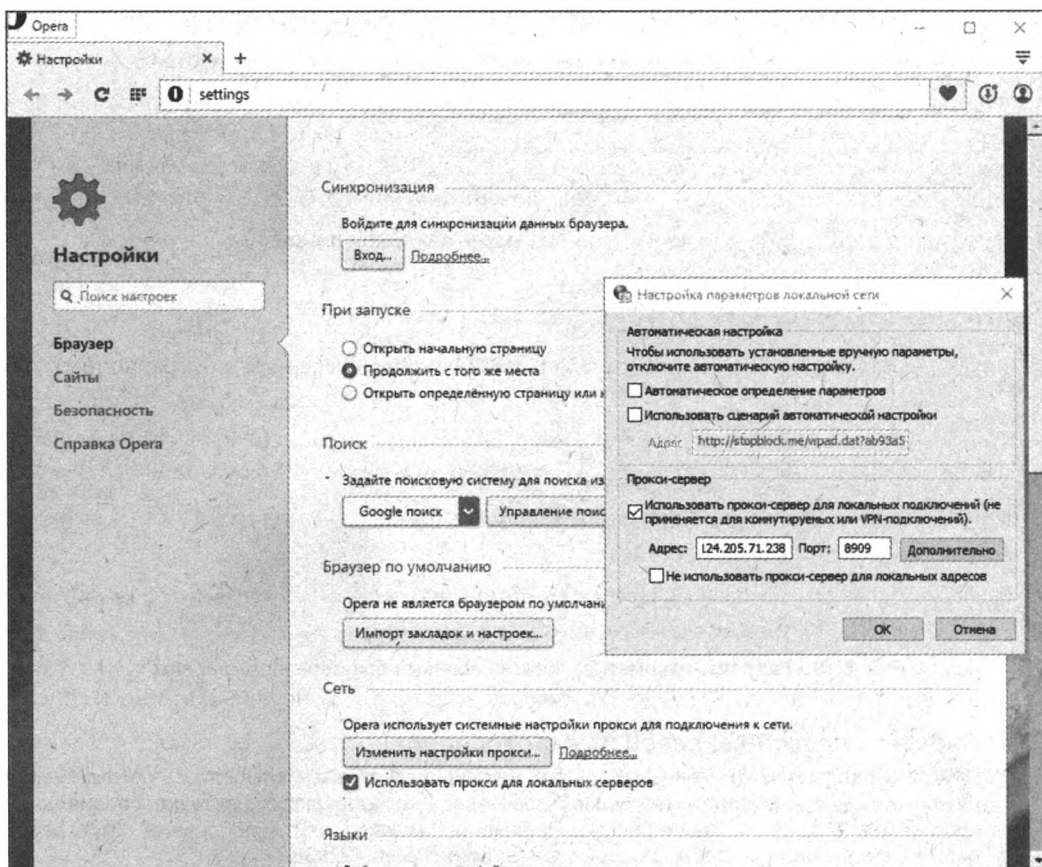 Opera
Настройки
settings
Настройки
Поиск настроек
Браузер
Сайты
Безопасность
Справка Opera
Синхронизация
Войдите для синхронизации данных браузера.
Вход... Подробнее...
При запуске
Открыть начальную страницу
Продолжить с того же места
Открыть определённую страницу или
Поиск
Задайте поисковую систему для поиска из
Google поиск Управление поис
Браузер по умолчанию
Opera не является браузером по умолчан
Импорт закладок и настроек...
Сеть
Opera использует системные настройки прокси для подключения к сети.
Изменить настройки прокси... Подробнее...
Использовать прокси для локальных серверов
Языки
Настройка параметров локальной сети
Автоматическая настройка
Чтобы использовать установленные вручную параметры,
отключите автоматическую настройку.
Автоматическое определение параметров
Использовать сценарий автоматической настройки
Адрес: http://stopblock.me/wpad.dat?ab93a5
Прокси-сервер
Использовать прокси-сервер для локальных подключений (не
применяется для коммутируемых или VPN-подключений).
Адрес: 124.205.71.238 Порт: 8909 Дополнительно
Не использовать прокси-сервер для локальных адресов
ОК Отмена